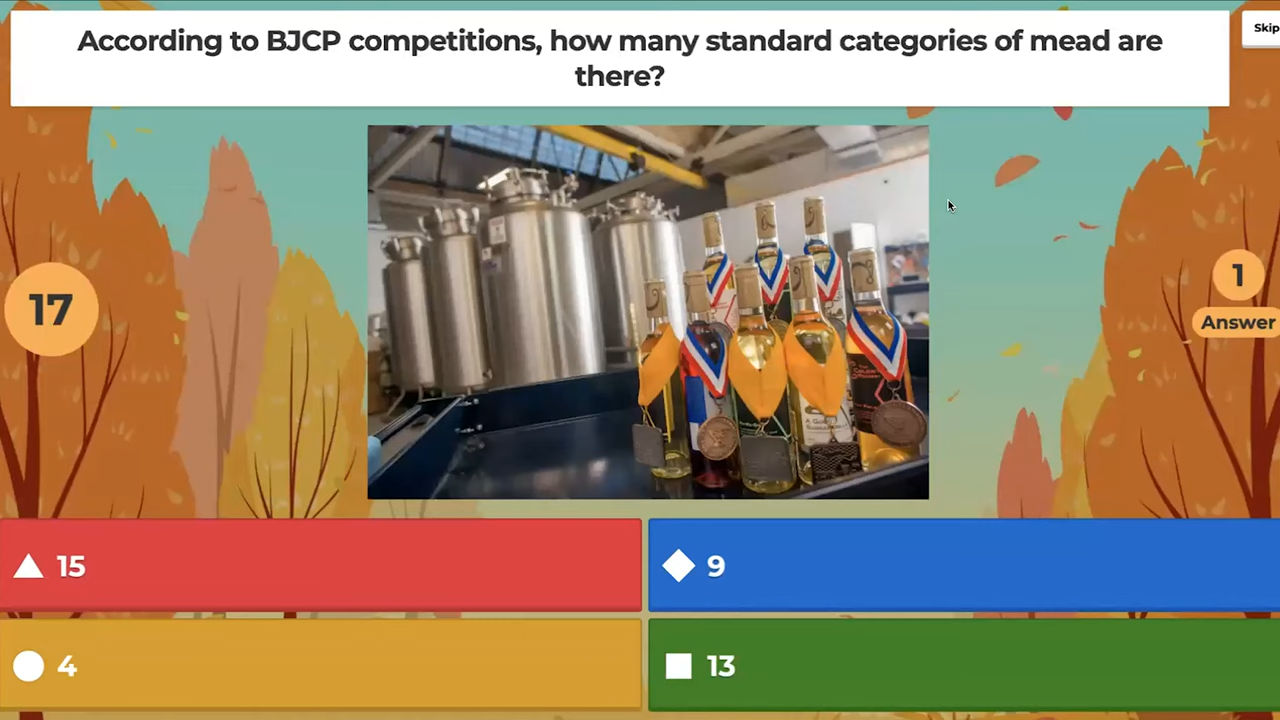 According to BJCP competitions, how many standard categories of mead are
there?
Skip
17
1
Answer
15
9
4
13